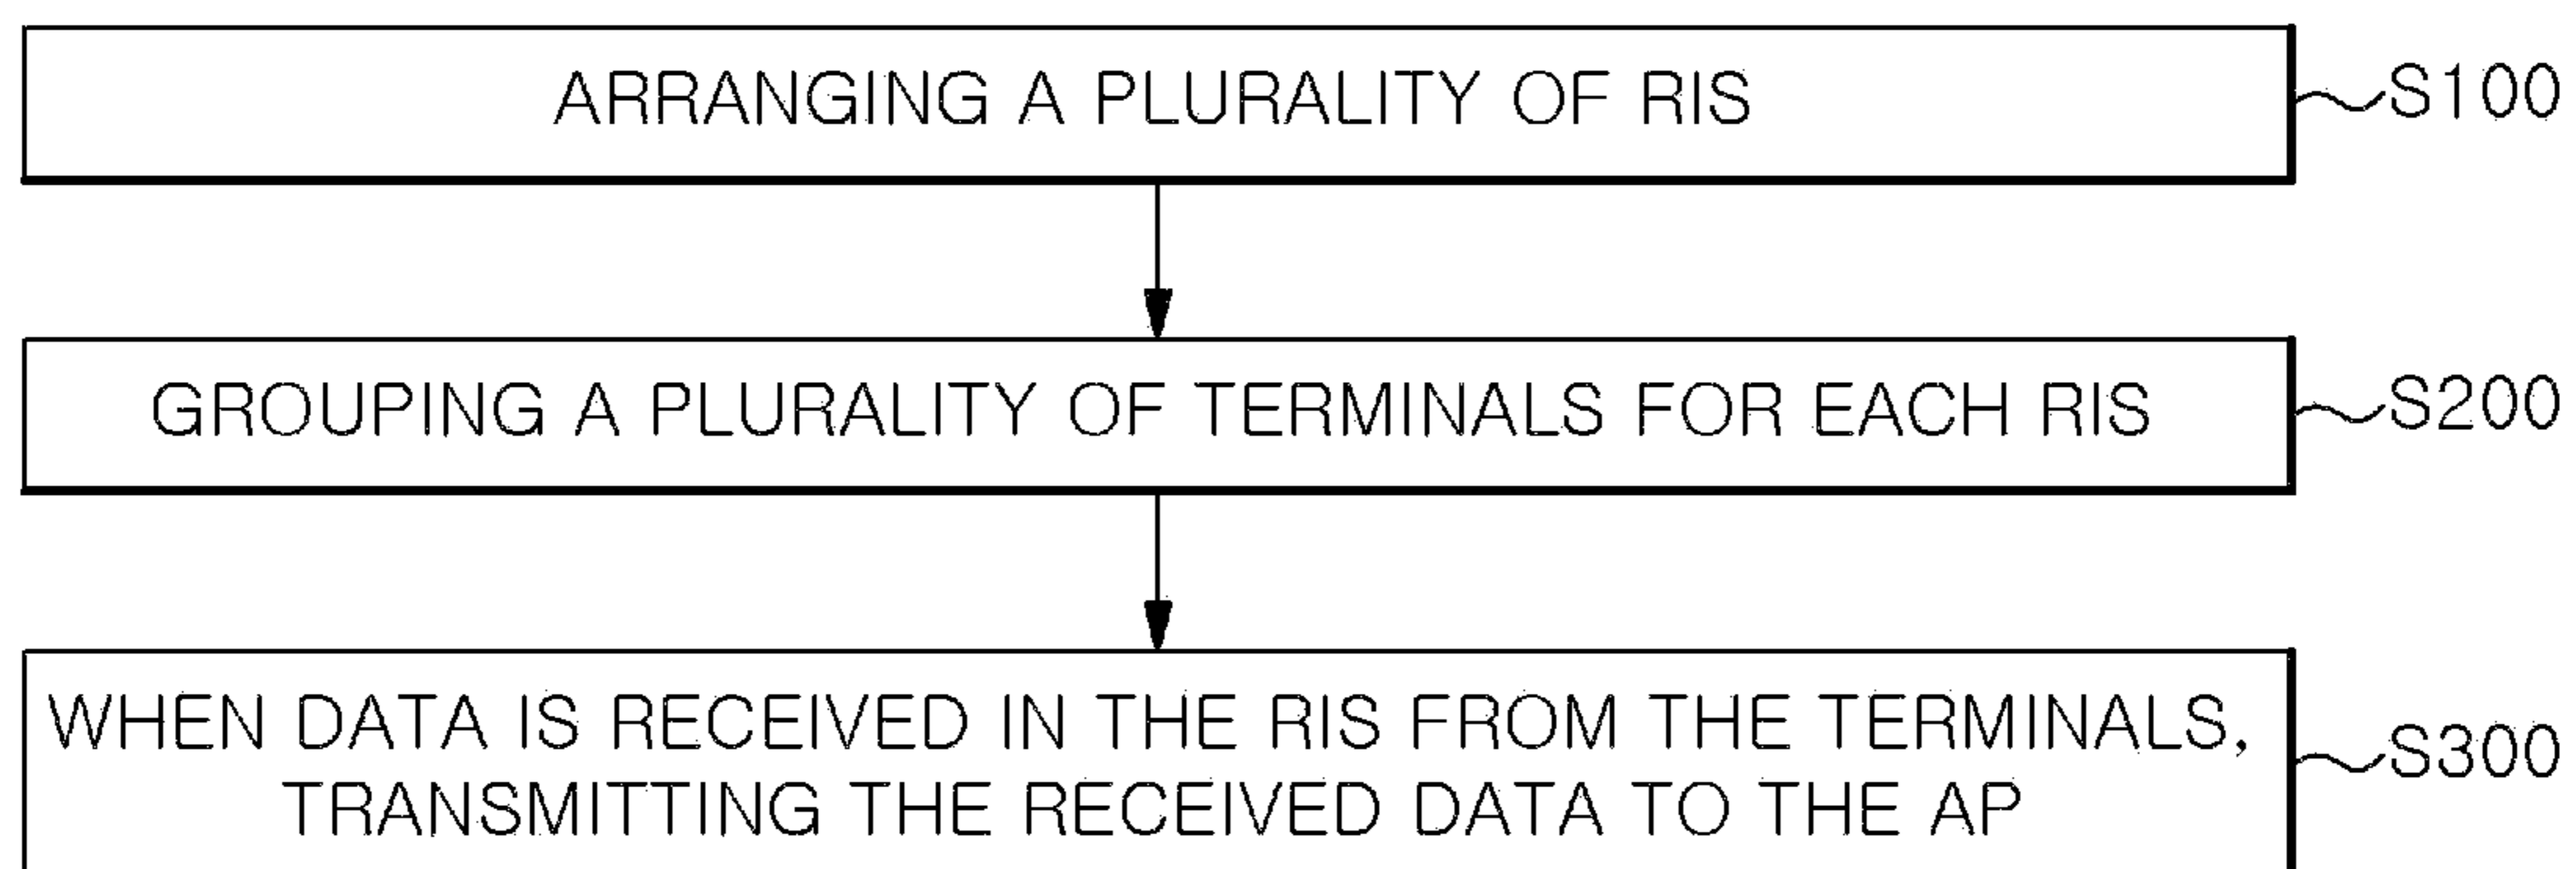 ARRANGING A PLURALITY OF RIS
S100
GROUPING A PLURALITY OF TERMINALS FOR EACH RIS
S200
WHEN DATA IS RECEIVED IN THE RIS FROM THE TERMINALS,
TRANSMITTING THE RECEIVED DATA TO THE AP
S300